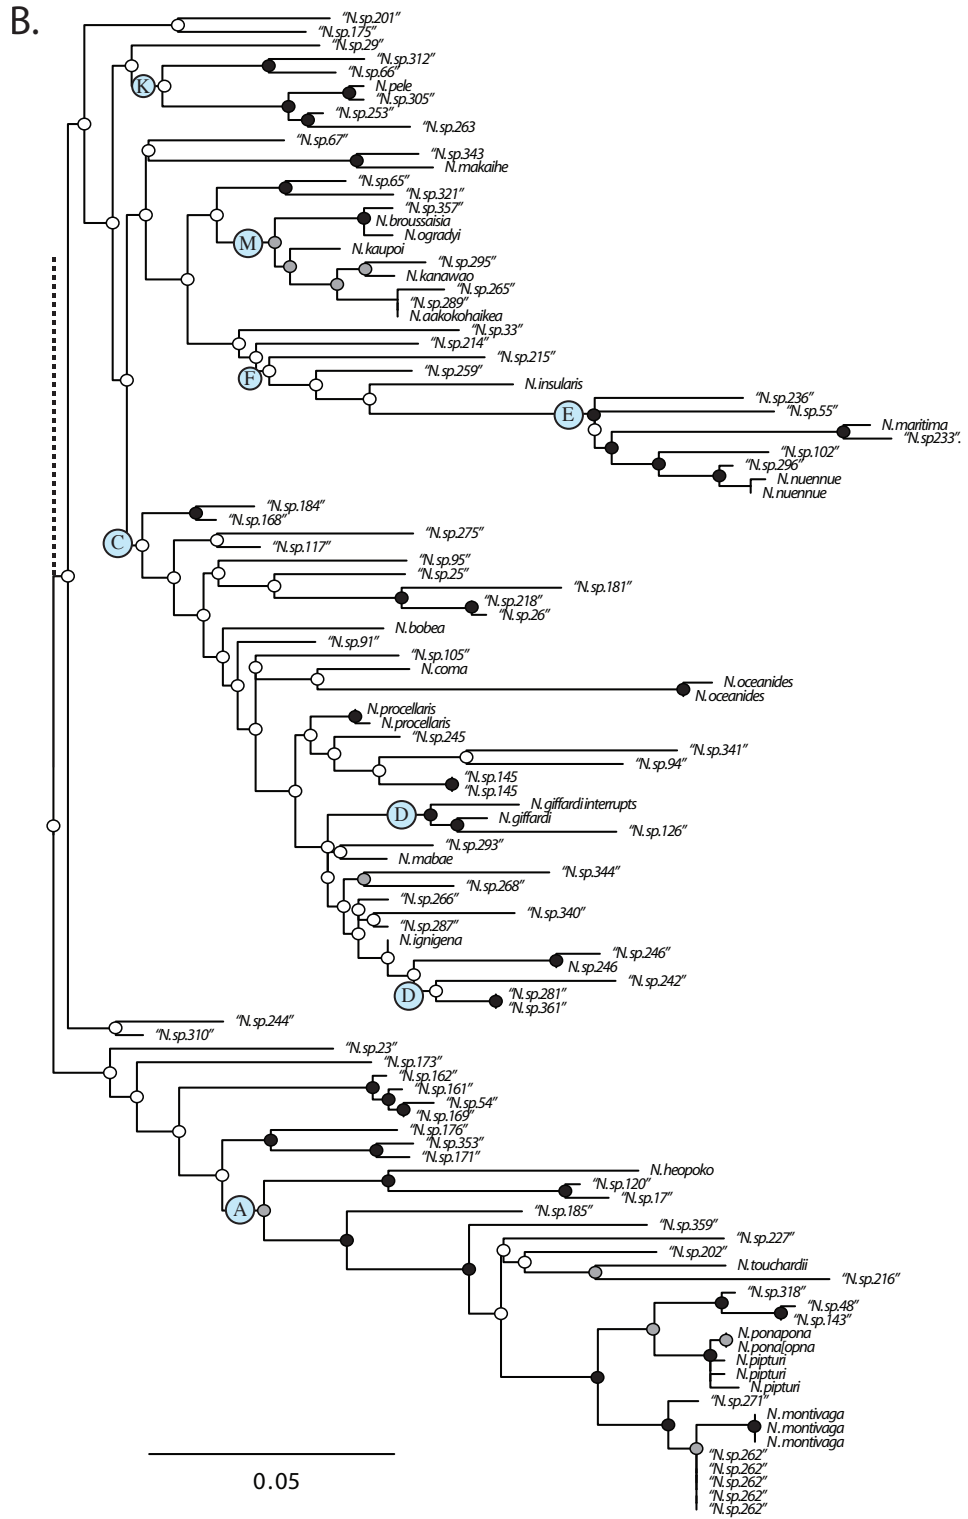 B.
“N.sp.201”
“N.sp.175”
“N.sp.29”
“N.sp.312”
“N.sp.66”
K
N.pele
“N.sp.305”
“N.sp.253”
“N.sp.263
“N.sp.67”
“N.sp.343
N.makaihe
“N.sp.65”
“N.sp.321”
“N.sp.357”
N.broussaisia
N.ogradyi
M
N.kaupoi
“N.sp.295”
N.kanawao
“N.sp.265”
“N.sp.289”
N.aakokohaikea
“N.sp.33”
“N.sp.214”
“N.sp.215”
“N.sp.259”
F
N.insularis
“N.sp.236”
“N.sp.55”
E
N.maritima
“N.sp233”.
“N.sp.102”
“N.sp.296”
N.nuennue
N.nuennue
“N.sp.184”
“N.sp.168”
“N.sp.275”
C
“N.sp.117”
“N.sp.95”
“N.sp.25”
“N.sp.181”
“N.sp.218”
“N.sp.26”
N.bobea
“N.sp.91”
“N.sp.105”
N.coma
N.oceanides
N.oceanides
N.procellaris
N.procellaris
“N.sp.245
“N.sp.341”
“N.sp.94”
“N.sp.145
“N.sp.145
N.giffardi interrupts
D
N.giffardi
“N.sp.126”
“N.sp.293”
N.mabae
“N.sp.344”
“N.sp.268”
“N.sp.266”
“N.sp.340”
“N.sp.287”
N.ignigena
“N.sp.246”
N.sp.246
“N.sp.242”
D
“N.sp.281”
“N.sp.361”
“N.sp.244”
“N.sp.310”
“N.sp.23”
“N.sp.173”
“N.sp.162”
“N.sp.161”
“N.sp.54”
“N.sp.169”
“N.sp.176”
“N.sp.353”
“N.sp.171”
N.heopoko
“N.sp.120”
“N.sp.17”
A
“N.sp.185”
“N.sp.359”
“N.sp.227”
“N.sp.202”
N.touchardii
“N.sp.216”
“N.sp.318”
“N.sp.48”
“N.sp.143”
N.ponapona
N.pona[opna
N.pipturi
N.pipturi
N.pipturi
“N.sp.271”
N.montivaga
N.montivaga
N.montivaga
“N.sp.262”
“N.sp.262”
“N.sp.262”
“N.sp.262”
“N.sp.262”
0.05